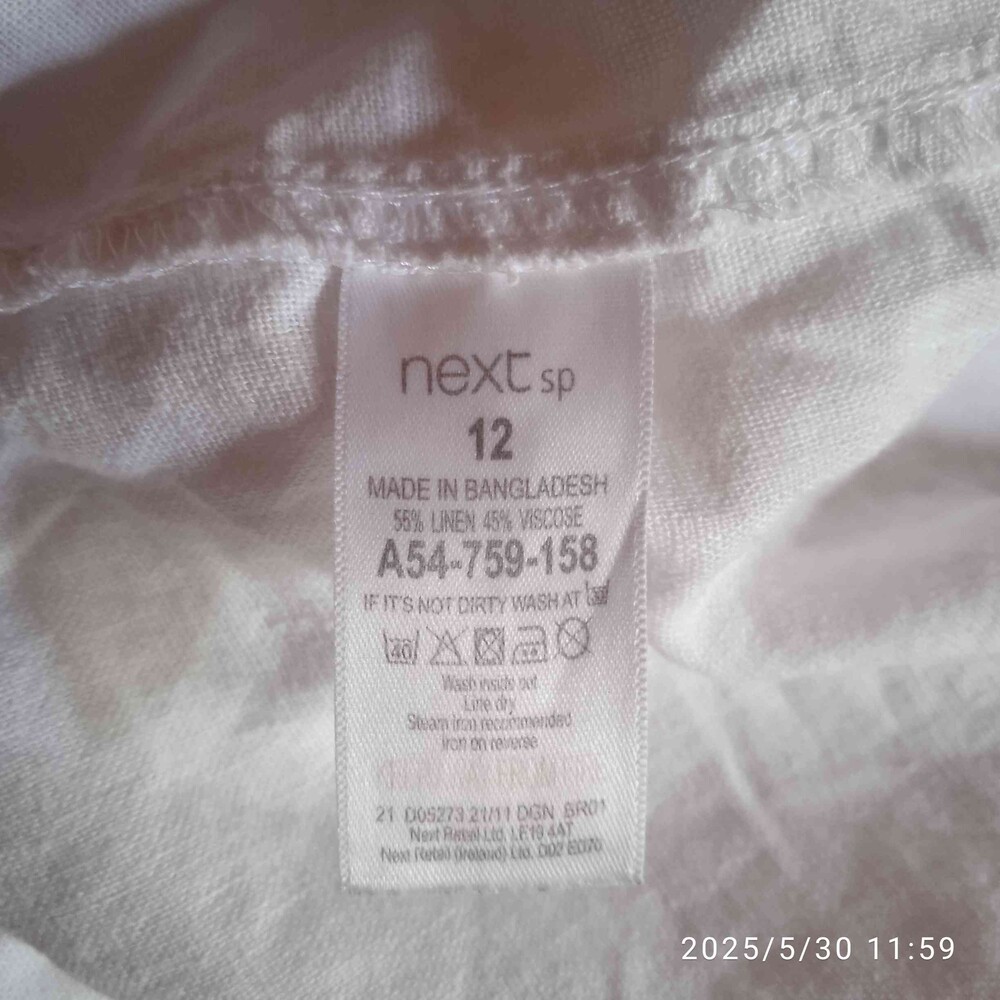 next sp
12
MADE IN BANGLADESH
55% LINEN 45% VISCOSE
A54-759-158
IF IT'S NOT DIRTY WASH AT 30
40
Wash inside out
Line dry
Steam iron recommended
Iron on reverse
21 D05273 21/11 DGN BR01
Next Retail Ltd. LE19 4AT
Next Retail (Ireland) Ltd. D02 ED70
2025/5/30 11:59